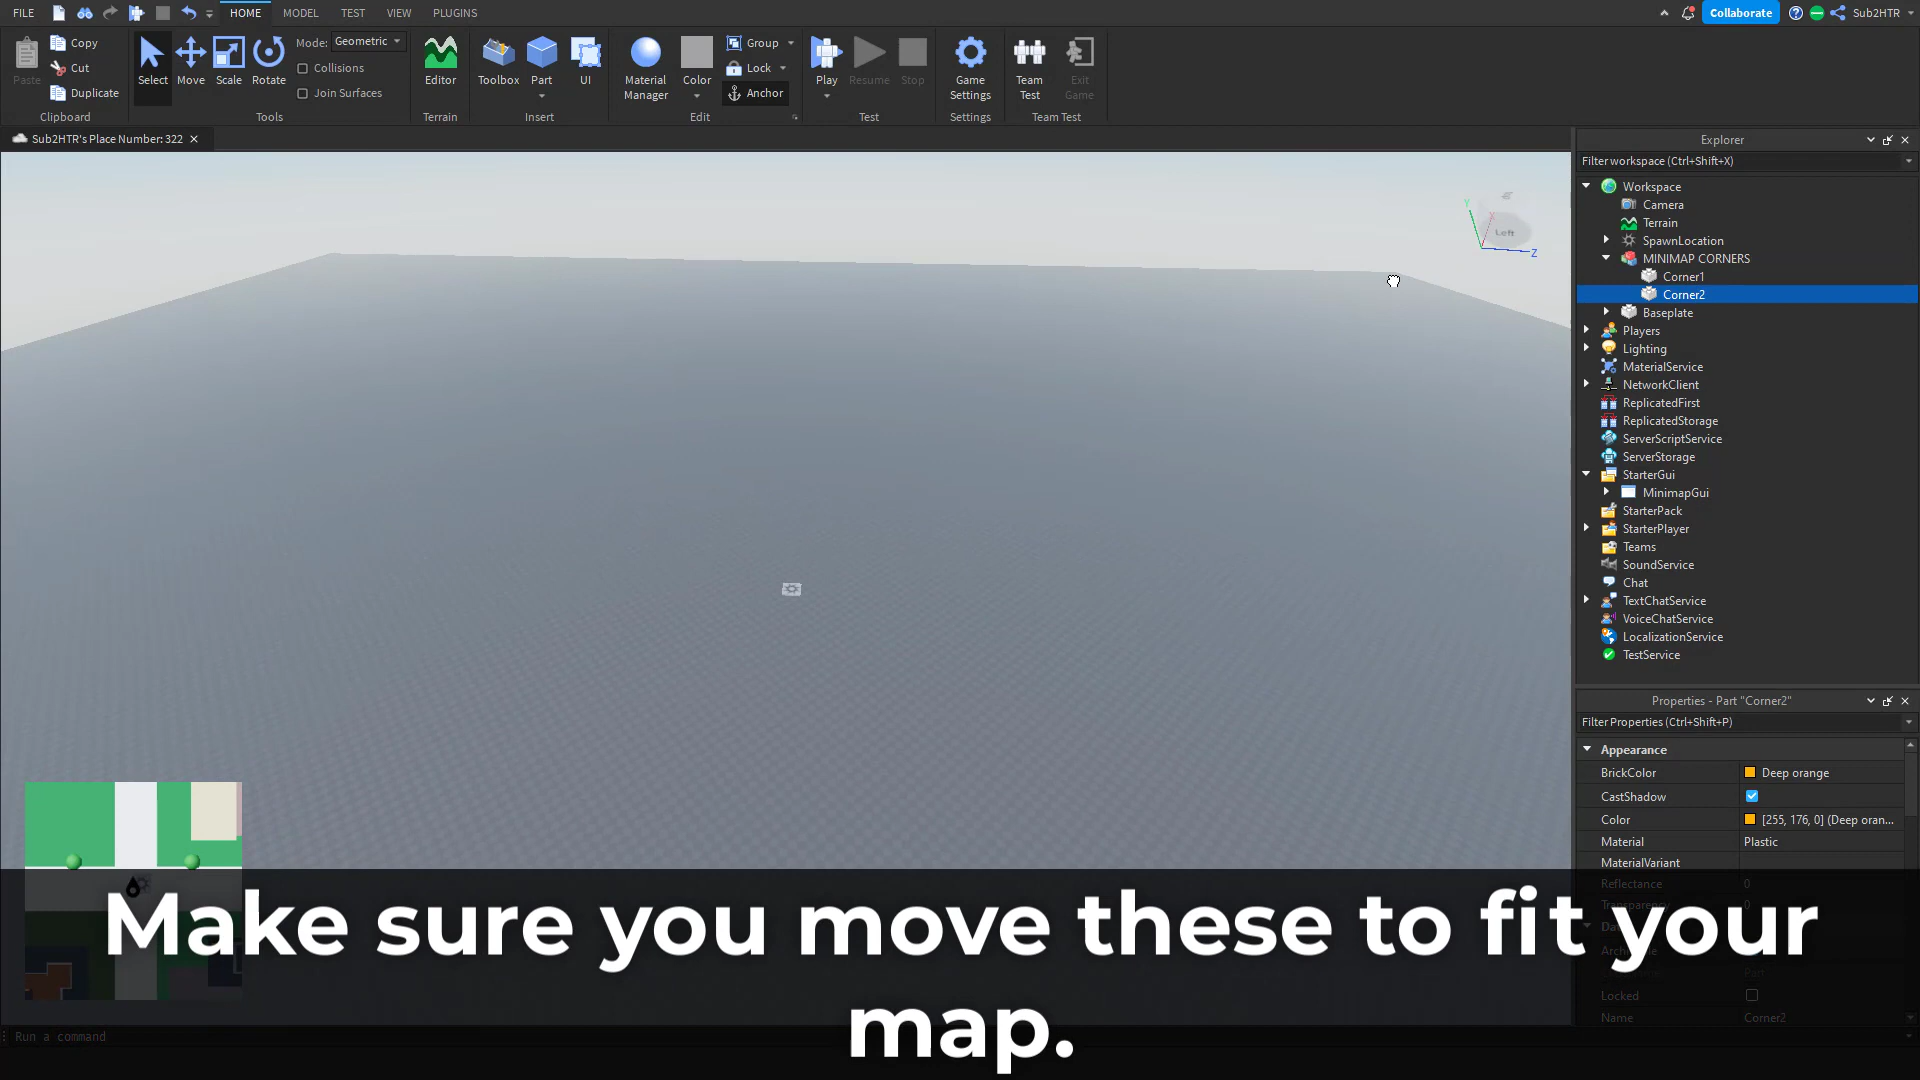 FILE
HOME
MODEL
TEST
VIEW
PLUGINS
Collaborate
Sub2HTR
Paste
Copy
Cut
Duplicate
Clipboard
Select
Move
Scale
Rotate
Mode:
Geometric
Collisions
Join Surfaces
Tools
Editor
Terrain
Toolbox
Part
UI
Insert
Material
Manager
Color
Group
Lock
Anchor
Edit
Play
Resume
Stop
Test
Game
Settings
Settings
Team
Test
Exit
Game
Team Test
Sub2HTR's Place Number: 322
Y
X
Left
Z
Explorer
Filter workspace (Ctrl+Shift+X)
Workspace
Camera
Terrain
SpawnLocation
MINIMAP CORNERS
Corner1
Corner2
Baseplate
Players
Lighting
MaterialService
NetworkClient
ReplicatedFirst
ReplicatedStorage
ServerScriptService
ServerStorage
StarterGui
MinimapGui
StarterPack
StarterPlayer
Teams
SoundService
Chat
TextChatService
VoiceChatService
LocalizationService
TestService
Properties - Part "Corner2"
Filter Properties (Ctrl+Shift+P)
Appearance
BrickColor Deep orange
CastShadow
Color [255, 176, 0] (Deep oran...
Material Plastic
MaterialVariant
Reflectance 0
Transparency 0
Locked
Name Corner2
Make sure you move these to fit your
map.
Run a command